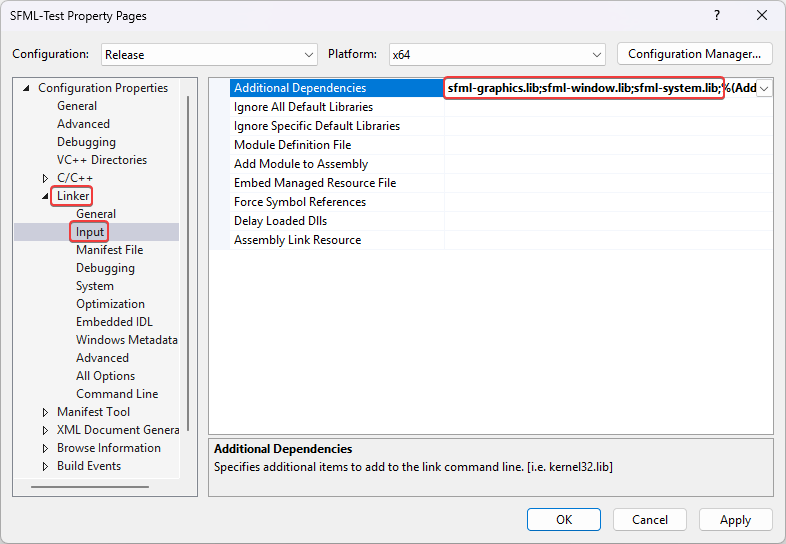 SFML-Test Property Pages
?
Configuration: Release Platform: x64 Configuration Manager...
Configuration Properties
General
Advanced
Debugging
VC++ Directories
C/C++
Linker
General
Input
Manifest File
Debugging
System
Optimization
Embedded IDL
Windows Metadata
Advanced
All Options
Command Line
Manifest Tool
XML Document Genera
Browse Information
Build Events
Additional Dependencies sfml-graphics.lib;sfml-window.lib;sfml-system.lib;%(Add
Ignore All Default Libraries
Ignore Specific Default Libraries
Module Definition File
Add Module to Assembly
Embed Managed Resource File
Force Symbol References
Delay Loaded Dlls
Assembly Link Resource
Additional Dependencies
Specifies additional items to add to the link command line. [i.e. kernel32.lib]
OK Cancel Apply